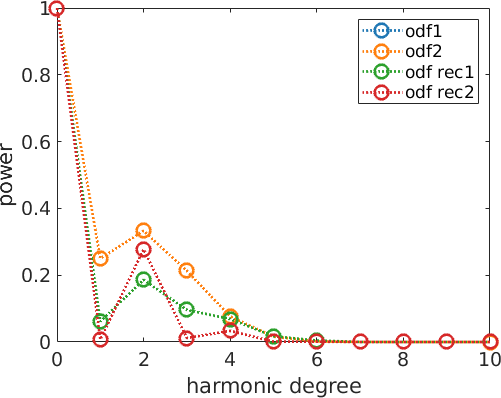 1
0.8
0.6
0.4
0.2
0
power
0 2 4 6 8 10
harmonic degree
odf1
odf2
odf rec1
odf rec2